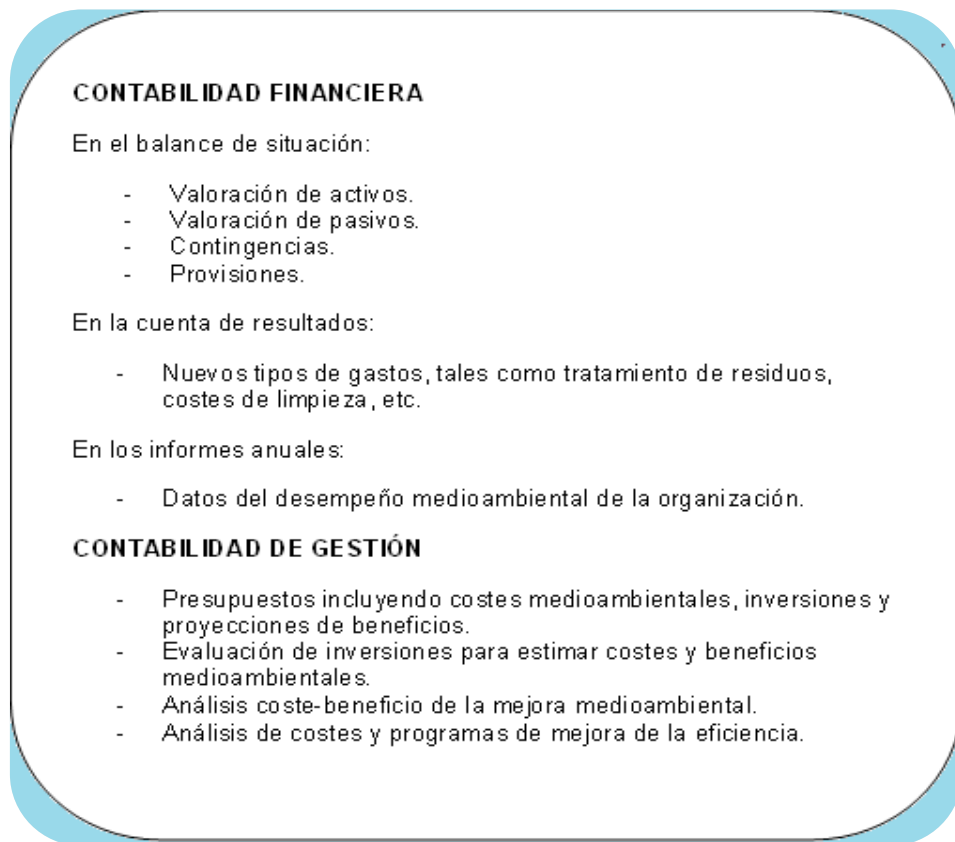 CONTABILIDAD FINANCIERA
En el balance de situación:
- Valoración de activos.
- Valoración de pasivos.
- Contingencias.
- Provisiones.
En la cuenta de resultados:
- Nuevos tipos de gastos, tales como tratamiento de residuos,
costes de limpieza, etc.
En los informes anuales:
- Datos del desempeño medioambiental de la organización.
CONTABILIDAD DE GESTIÓN
- Presupuestos incluyendo costes medioambientales, inversiones y
proyecciones de beneficios.
- Evaluación de inversiones para estimar costes y beneficios
medioambientales.
- Análisis coste-beneficio de la mejora medioambiental.
- Análisis de costes y programas de mejora de la eficiencia.